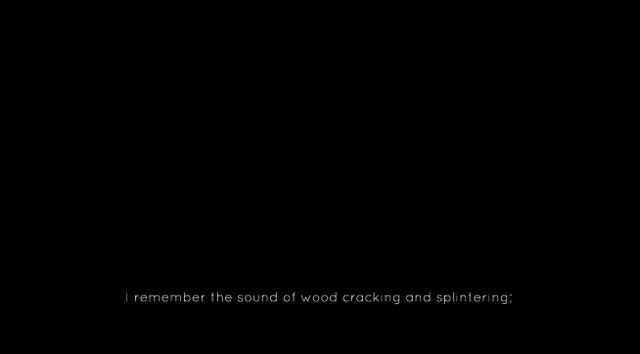 I remember the sound of wood cracking and splintering;